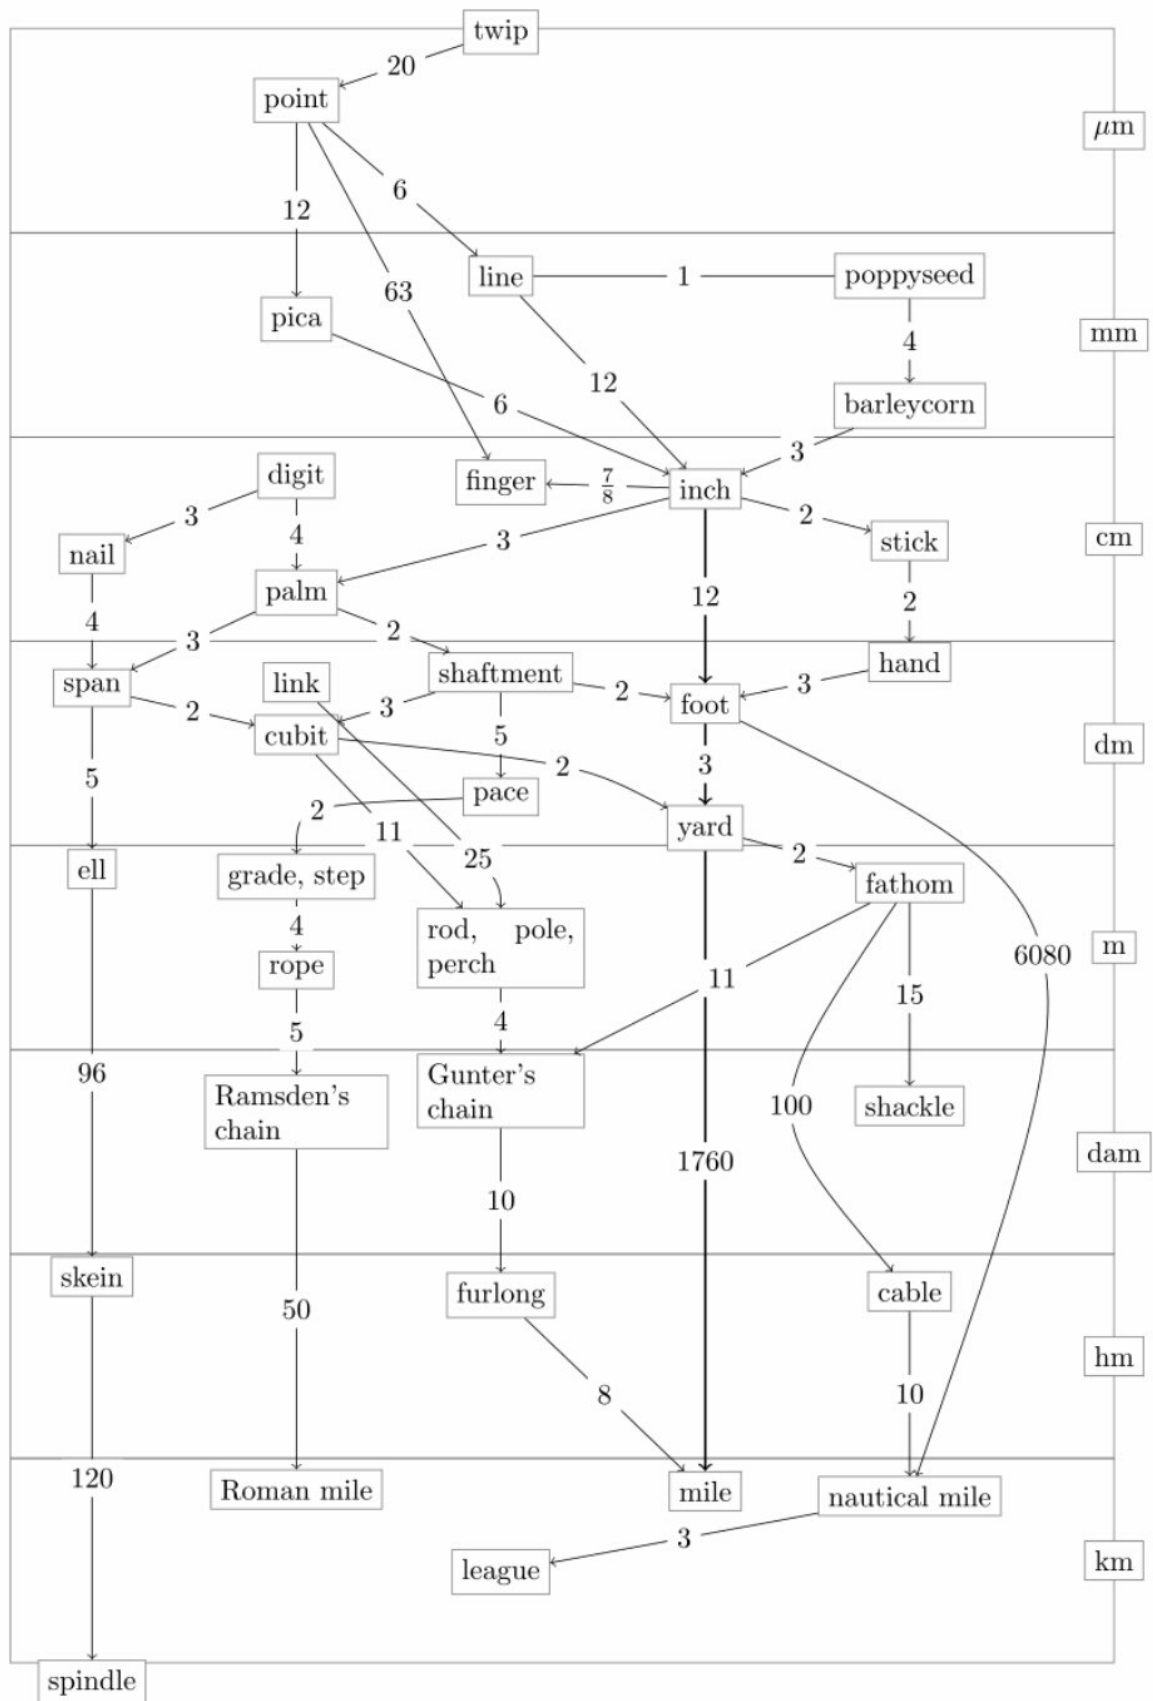 twip
20
point
μm
6
12
line
1
poppyseed
63
pica
mm
4
12
6
barleycorn
3
digit
finger
7/8
inch
3
2
nail
4
3
stick
cm
palm
12
2
4
3
2
hand
span
link
shaftment
2
foot
3
2
cubit
3
5
dm
2
3
5
pace
2
yard
11
2
ell
25
grade, step
fathom
4
rod, pole,
perch
m
6080
rope
11
15
4
5
96
Gunter's
chain
Ramsden's
chain
100
shackle
dam
1760
10
skein
furlong
cable
50
hm
8
10
120
Roman mile
mile
nautical mile
3
league
km
spindle